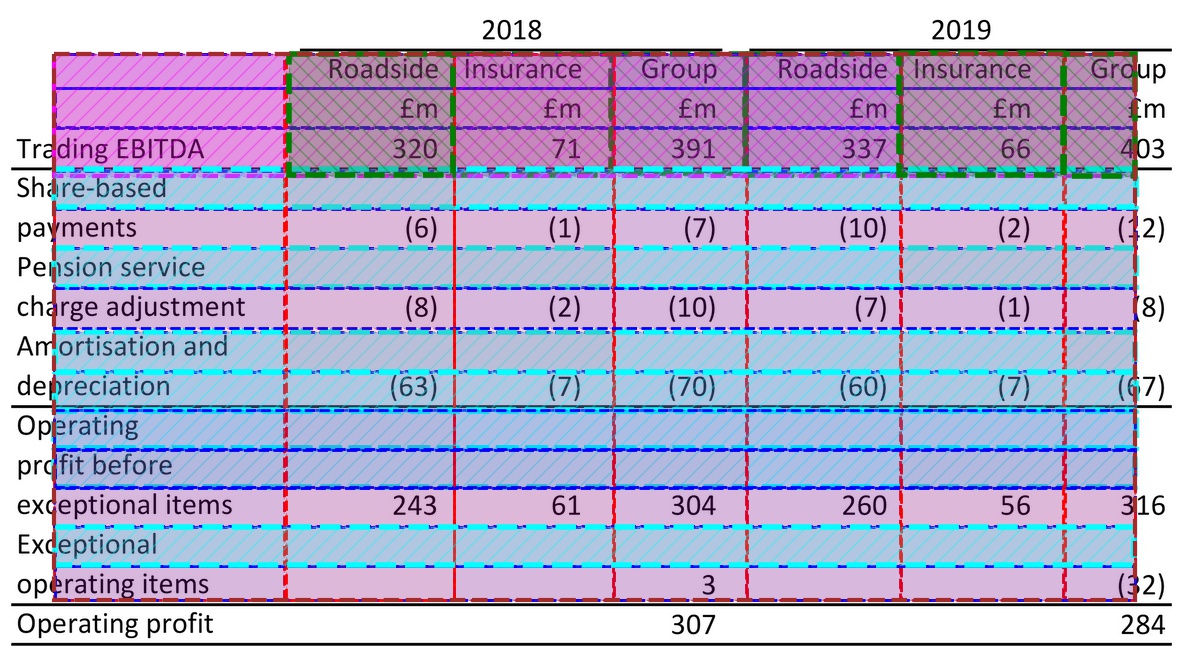 2018 2019
Roadside Insurance Group Roadside Insurance Group
£m £m £m £m £m £m
Trading EBITDA 320 71 391 337 66 403
Share-based
payments (6) (1) (7) (10) (2) (12)
Pension service
charge adjustment (8) (2) (10) (7) (1) (8)
Amortisation and
depreciation (63) (7) (70) (60) (7) (67)
Operating
profit before
exceptional items 243 61 304 260 56 316
Exceptional
operating items 3 (32)
Operating profit 307 284